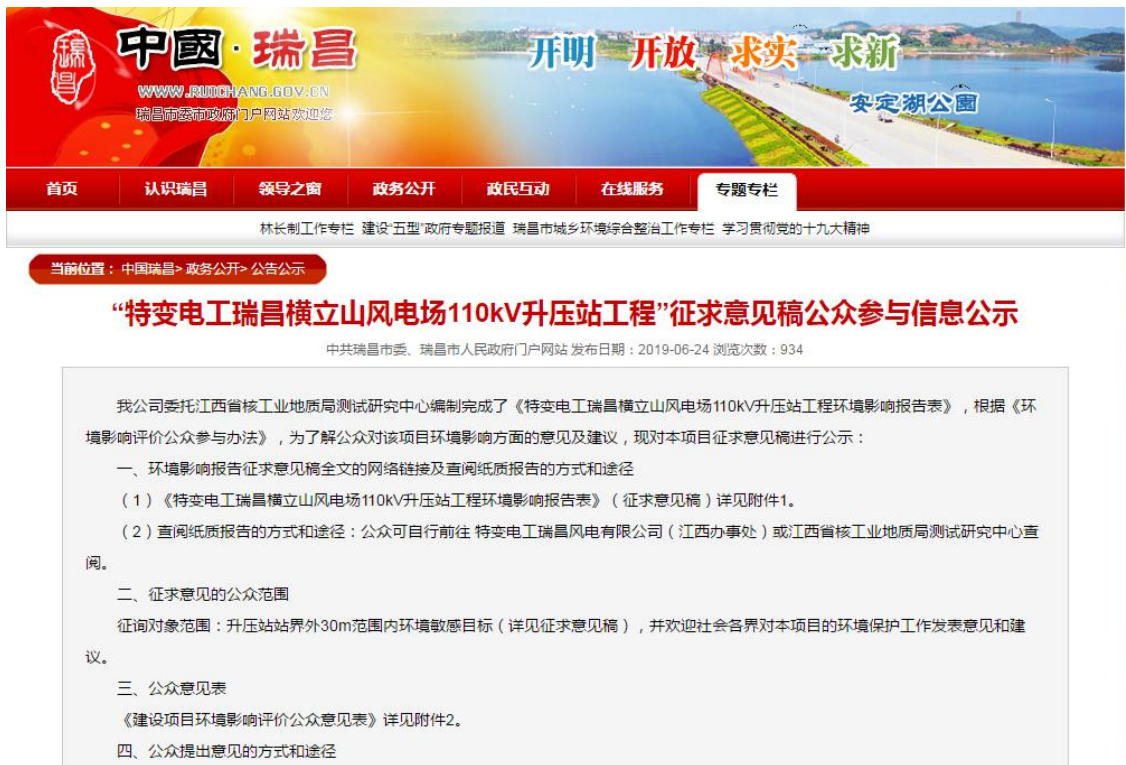 瑞昌
中國·瑞昌
WWW.RUICHANG.GOV.CN
瑞昌市委市政府门户网站欢迎您
开明 开放 求实 求新
安定湖公園
首页 认识瑞昌 领导之窗 政务公开 政民互动 在线服务 专题专栏
林长制工作专栏 建设“五型”政府专题报道 瑞昌市城乡环境综合整治工作专栏 学习贯彻党的十九大精神
当前位置：中国瑞昌>政务公开>公告公示
“特变电工瑞昌横立山风电场110kV升压站工程”征求意见稿公众参与信息公示
中共瑞昌市委、瑞昌市人民政府门户网站 发布日期：2019-06-24 浏览次数：934
我公司委托江西省核工业地质局测试研究中心编制完成了《特变电工瑞昌横立山风电场110kV升压站工程环境影响报告表》，根据《环
境影响评价公众参与办法》，为了解公众对该项目环境影响方面的意见及建议，现对本项目征求意见稿进行公示：
一、环境影响报告征求意见稿全文的网络链接及查阅纸质报告的方式和途径
（1）《特变电工瑞昌横立山风电场110kV升压站工程环境影响报告表》（征求意见稿）详见附件1。
（2）查阅纸质报告的方式和途径：公众可自行前往 特变电工瑞昌风电有限公司（江西办事处）或江西省核工业地质局测试研究中心查
阅。
二、征求意见的公众范围
征询对象范围：升压站站界外30m范围内环境敏感目标（详见征求意见稿），并欢迎社会各界对本项目的环境保护工作发表意见和建
议。
三、公众意见表
《建设项目环境影响评价公众意见表》详见附件2。
四、公众提出意见的方式和途径